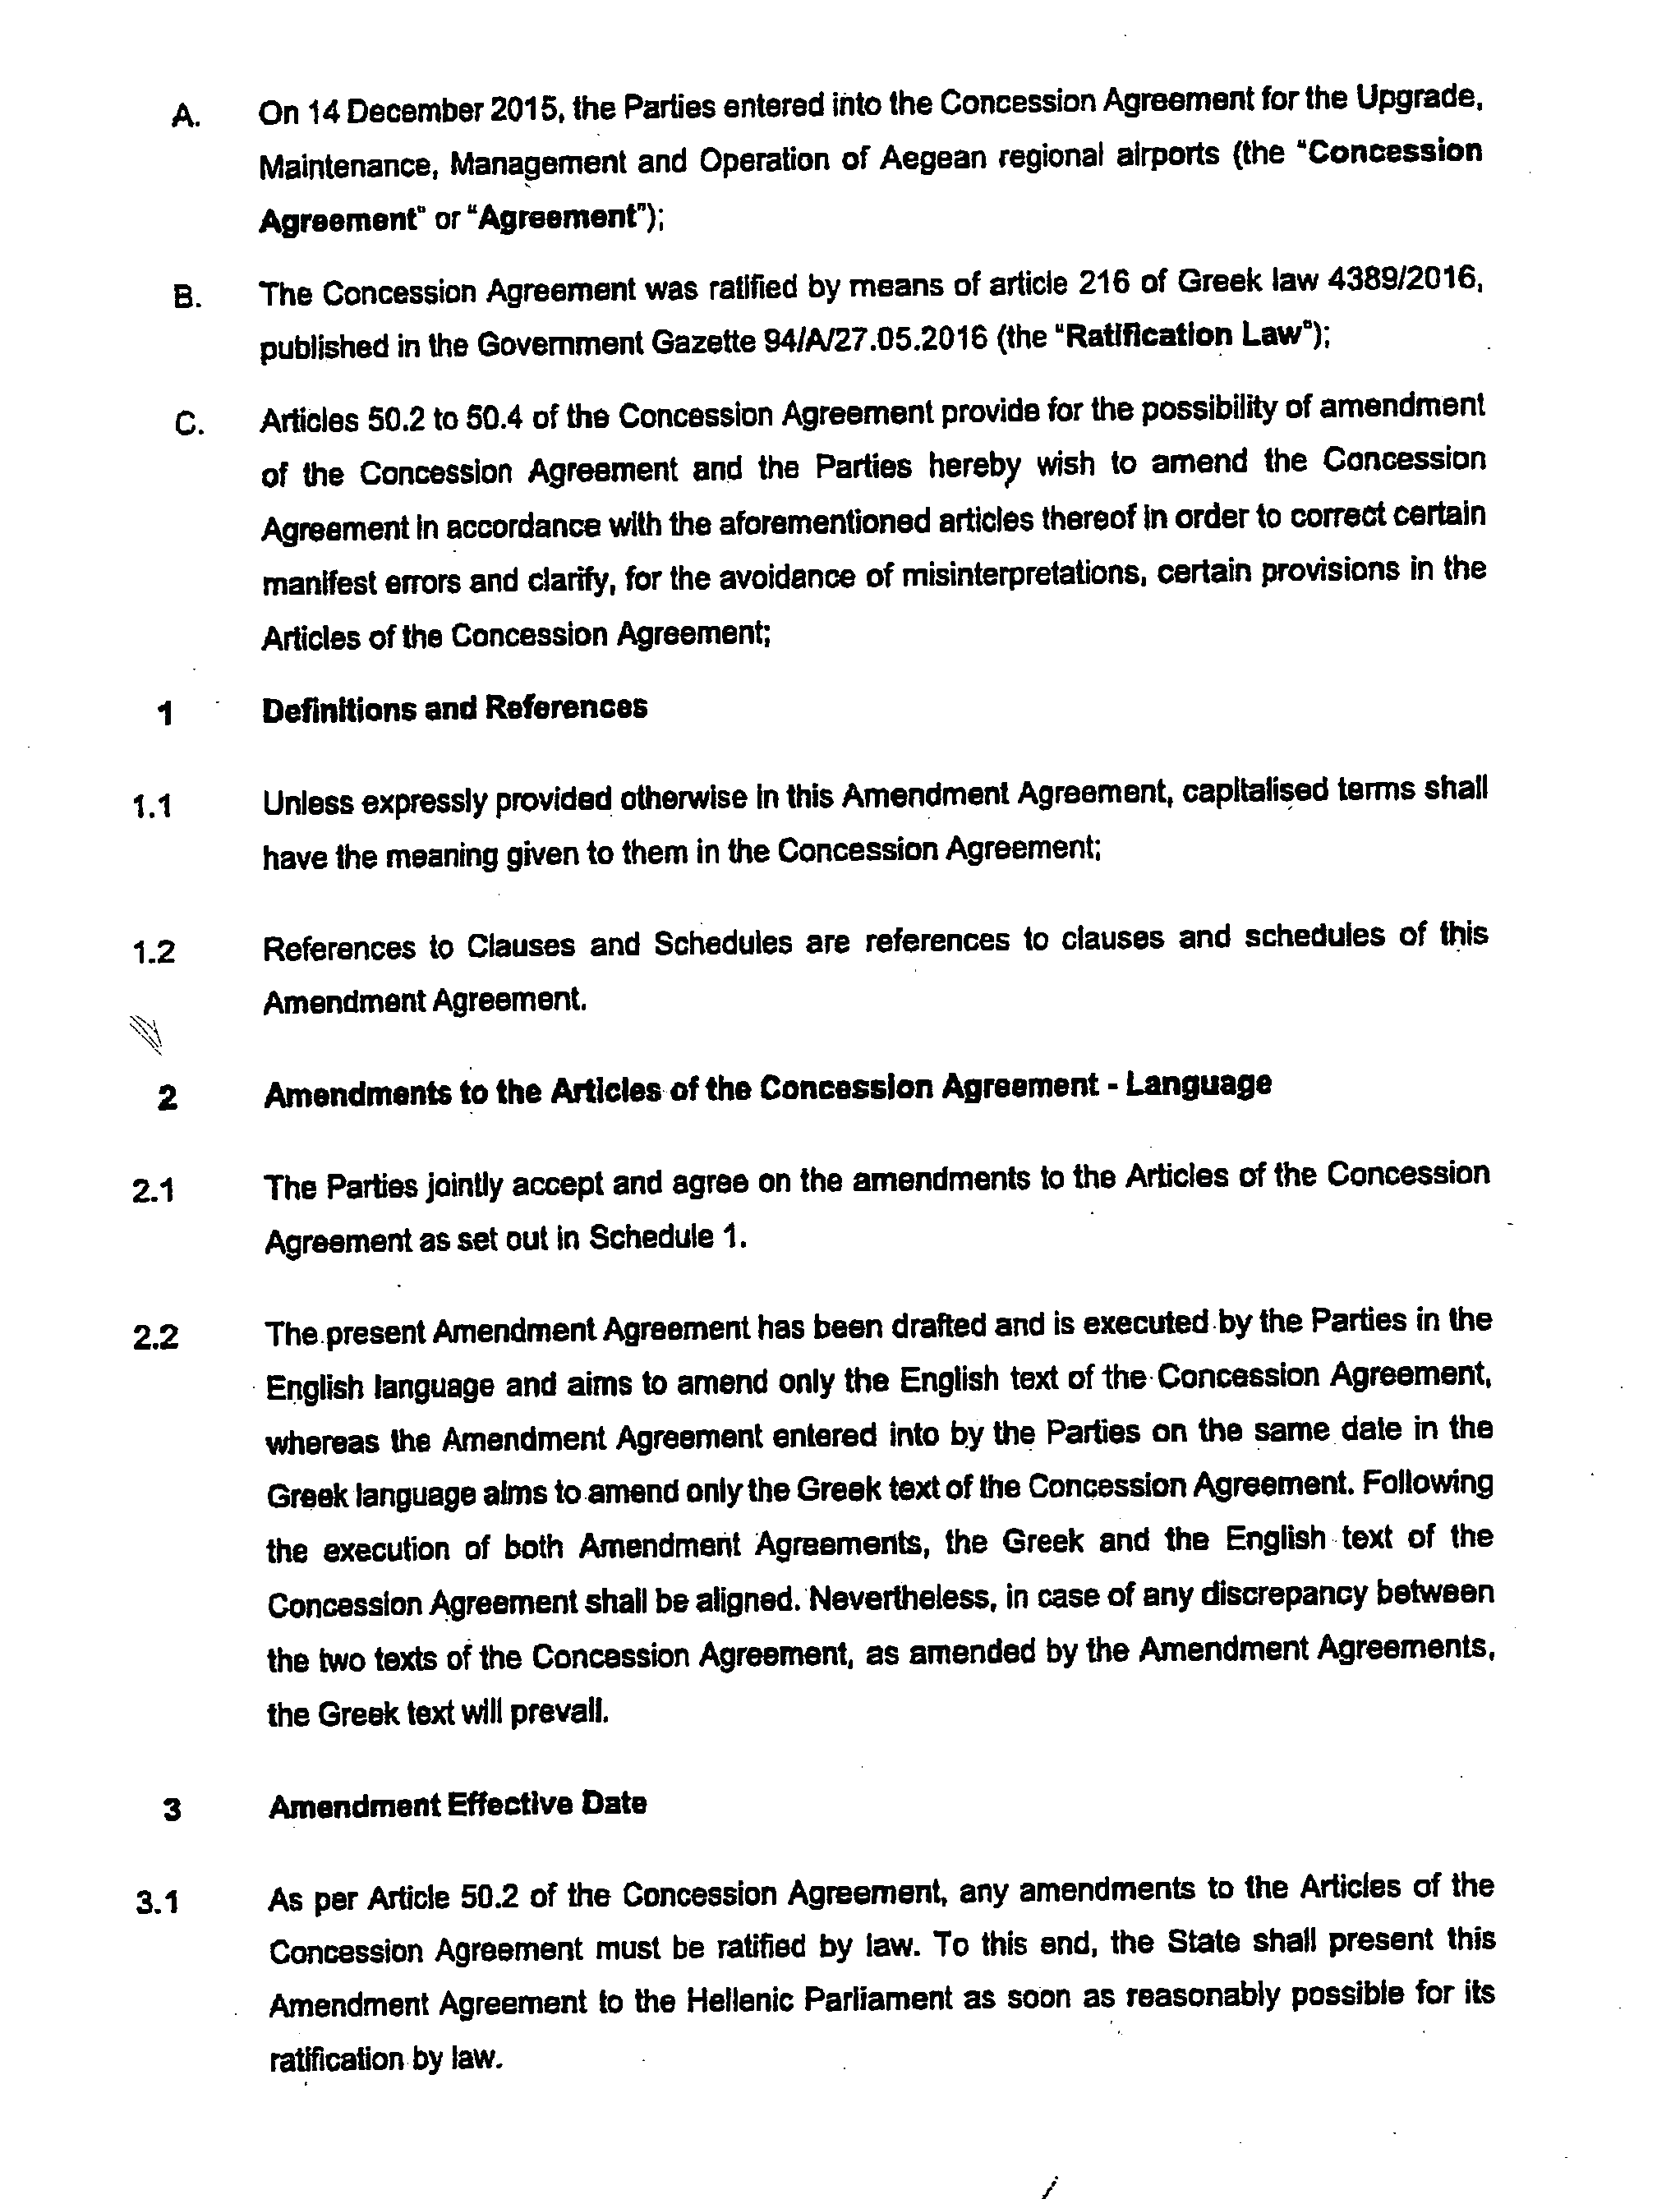 A. On 14 December 2015, the Parties entered into the Concession Agreement for the Upgrade,
Maintenance, Management and Operation of Aegean regional airports (the "Concession
Agreement" or "Agreement");
B. The Concession Agreement was ratified by means of article 216 of Greek law 4389/2016,
published in the Government Gazette 94/A/27.05.2016 (the "Ratification Law");
C. Articles 50.2 to 50.4 of the Concession Agreement provide for the possibility of amendment
of the Concession Agreement and the Parties hereby wish to amend the Concession
Agreement in accordance with the aforementioned articles thereof in order to correct certain
manifest errors and clarify, for the avoidance of misinterpretations, certain provisions in the
Articles of the Concession Agreement;
1 Definitions and References
1.1 Unless expressly provided otherwise in this Amendment Agreement, capitalised terms shall
have the meaning given to them in the Concession Agreement;
1.2 References to Clauses and Schedules are references to clauses and schedules of this
Amendment Agreement.
2 Amendments to the Articles of the Concession Agreement - Language
2.1 The Parties jointly accept and agree on the amendments to the Articles of the Concession
Agreement as set out in Schedule 1.
2.2 The present Amendment Agreement has been drafted and is executed by the Parties in the
English language and aims to amend only the English text of the Concession Agreement,
whereas the Amendment Agreement entered into by the Parties on the same date in the
Greek language aims to amend only the Greek text of the Concession Agreement. Following
the execution of both Amendment Agreements, the Greek and the English text of the
Concession Agreement shall be aligned. Nevertheless, in case of any discrepancy between
the two texts of the Concession Agreement, as amended by the Amendment Agreements,
the Greek text will prevail.
3 Amendment Effective Date
3.1 As per Article 50.2 of the Concession Agreement, any amendments to the Articles of the
Concession Agreement must be ratified by law. To this end, the State shall present this
Amendment Agreement to the Hellenic Parliament as soon as reasonably possible for its
ratification by law.